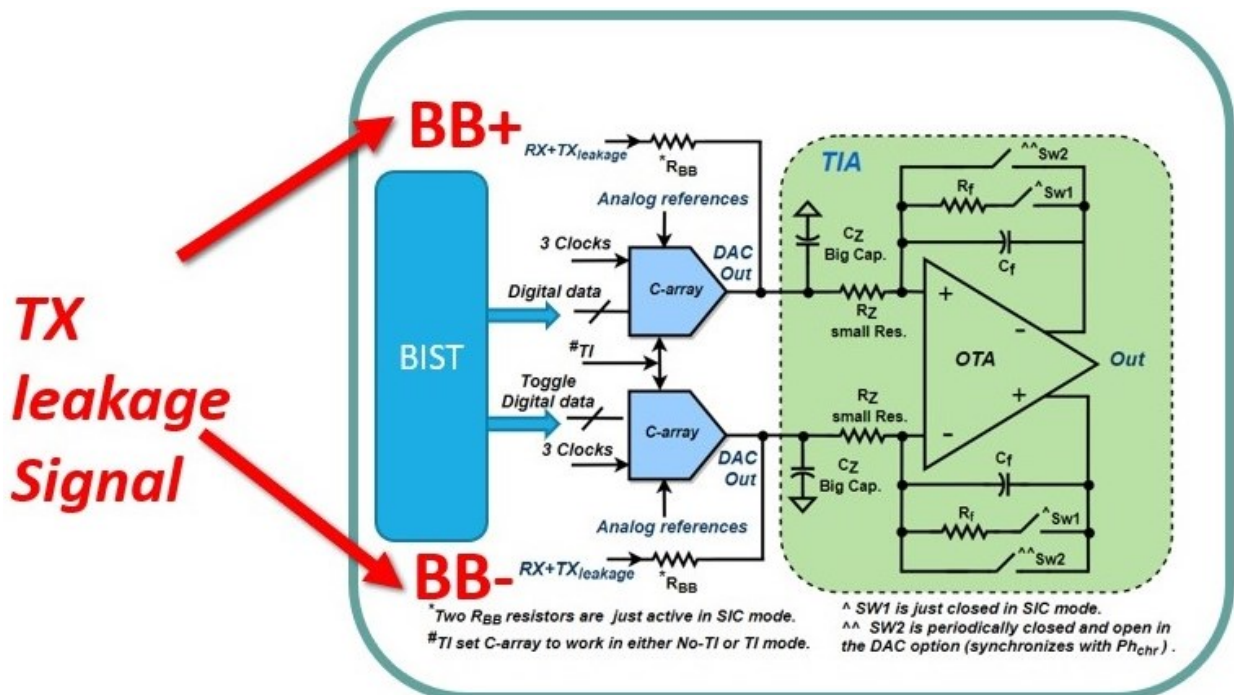 BB+
RX+TXleakage
*RBB
Analog references
3 Clocks
DAC
Out
C-array
Digital data
BIST
#TI
Toggle
Digital data
3 Clocks
C-array
DAC
Out
Analog references
RX+TXleakage
*RBB
BB-
TX
leakage
Signal
TIA
^^Sw2
Rf
^Sw1
Cf
CZ
Big Cap.
RZ
small Res.
+
-
OTA
Out
+
-
RZ
small Res.
CZ
Big Cap.
Cf
Rf
^Sw1
^^Sw2
*Two RBB resistors are just active in SIC mode.
#TI set C-array to work in either No-TI or TI mode.
^ SW1 is just closed in SIC mode.
^^ SW2 is periodically closed and open in
the DAC option (synchronizes with Phchr) .